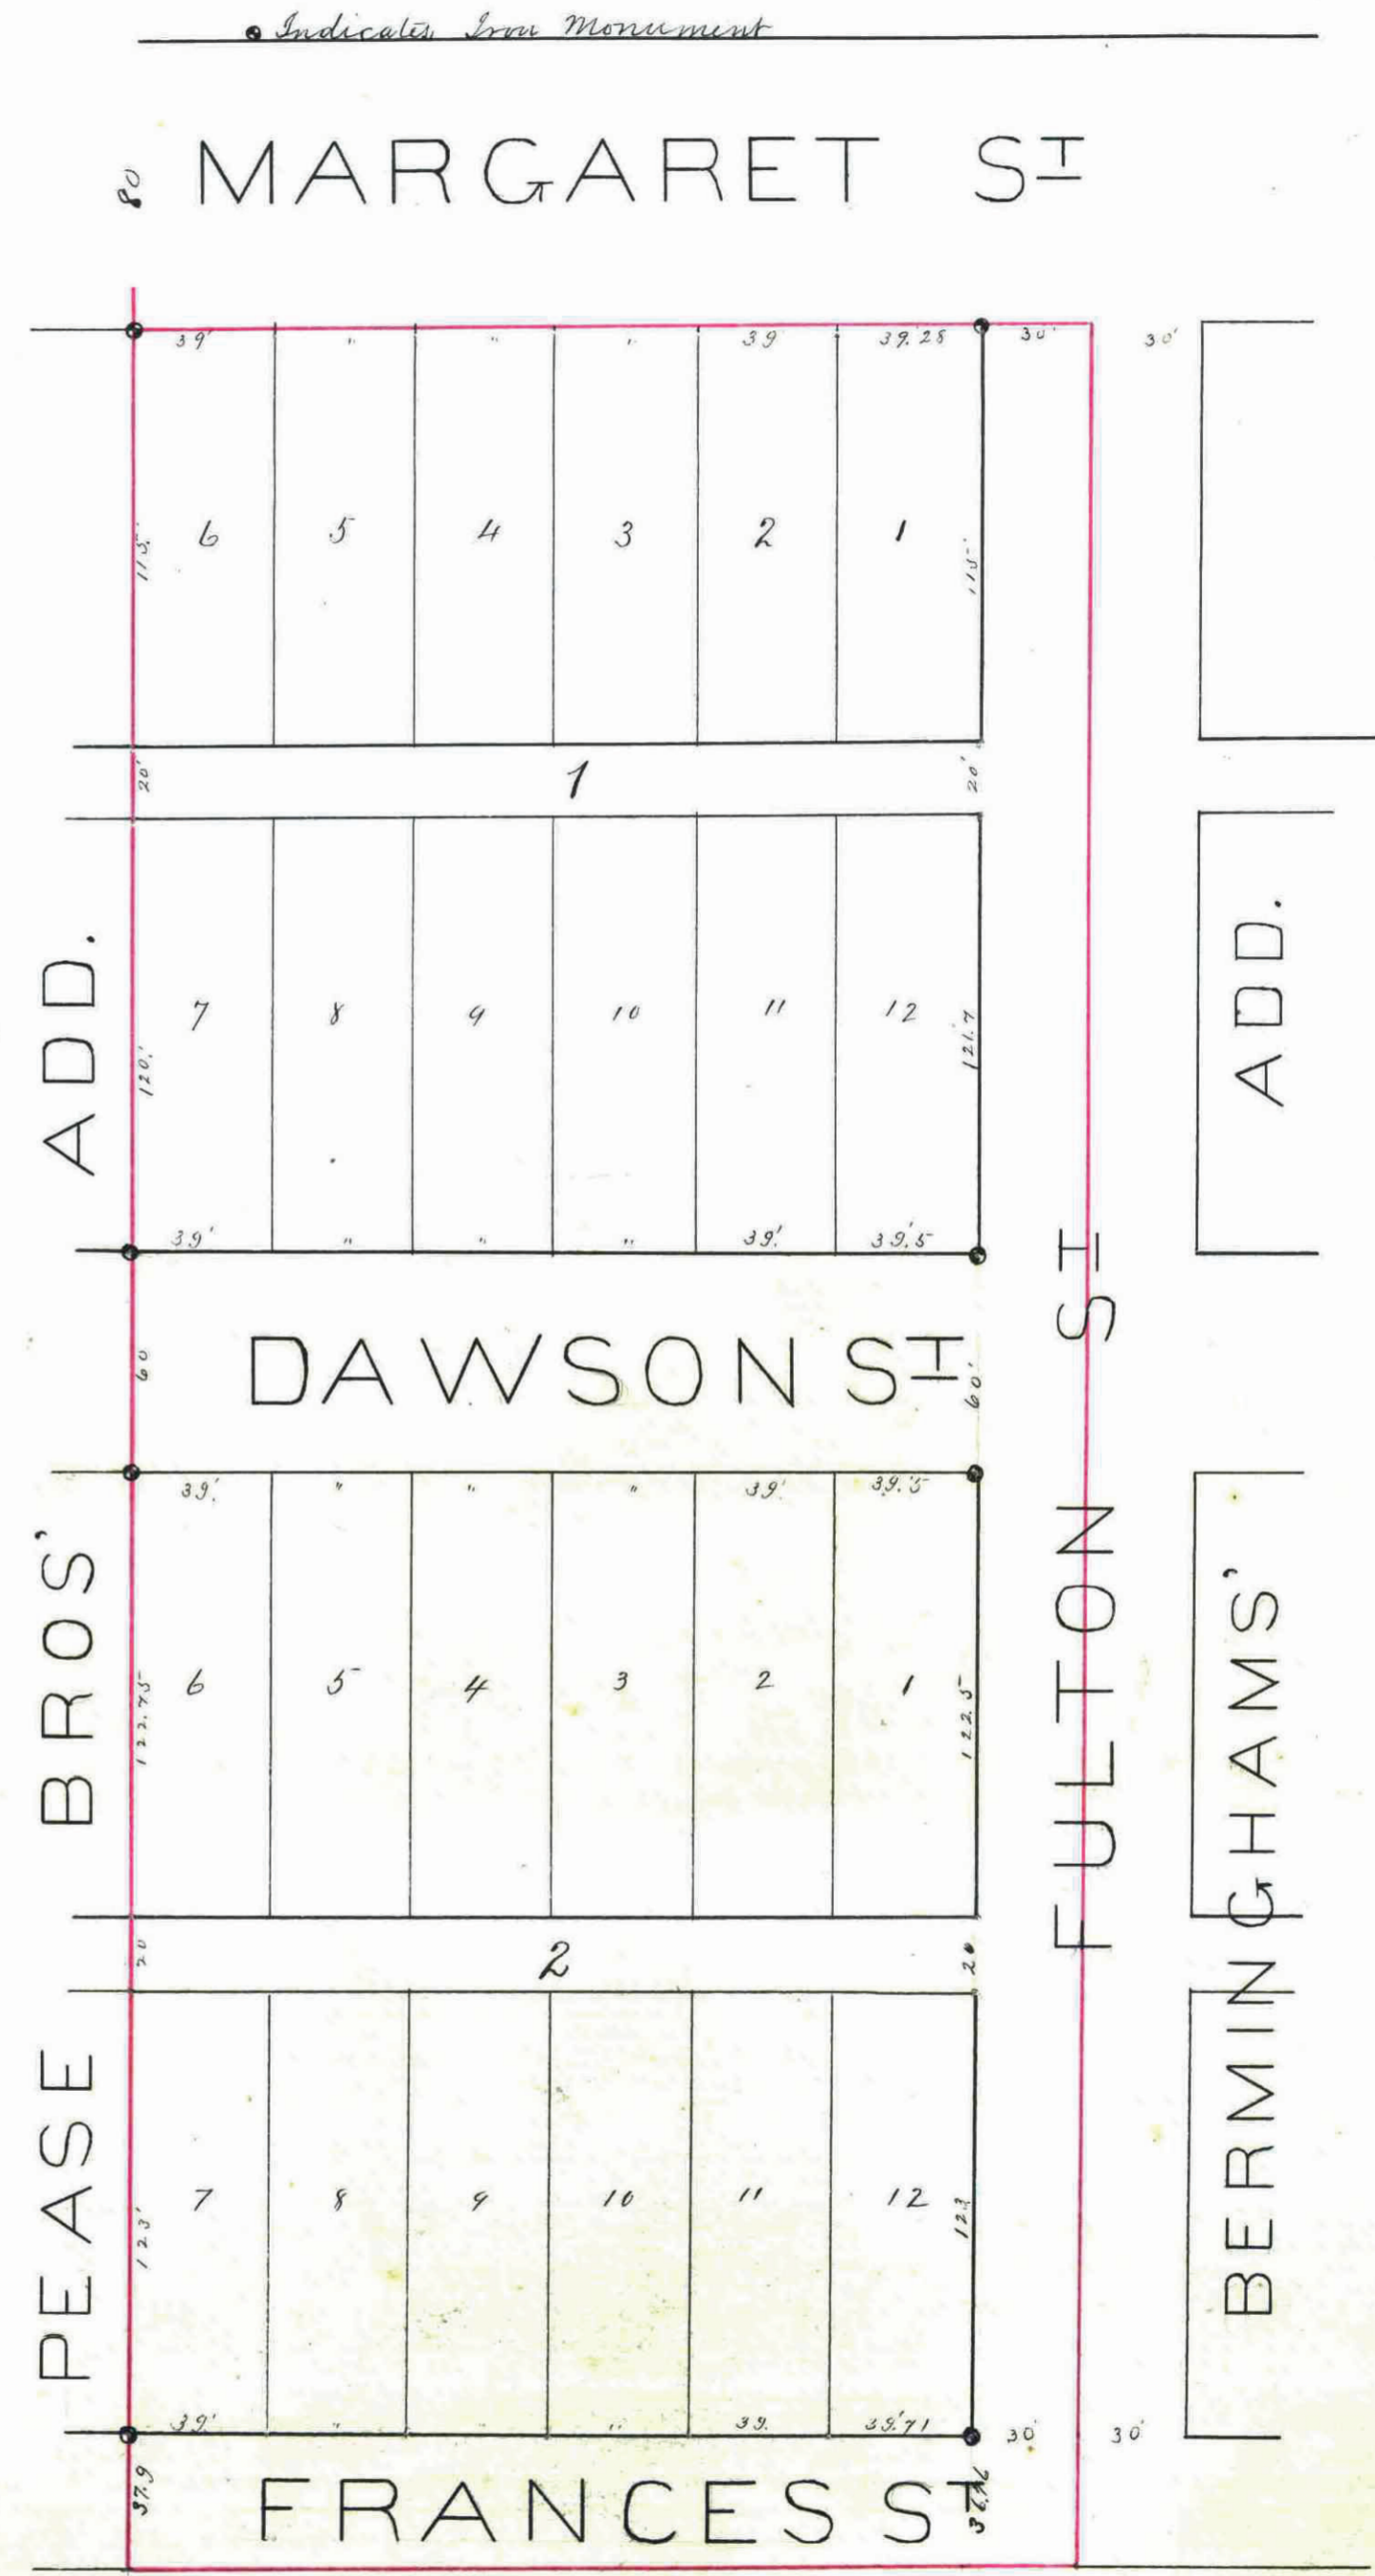 Indicates Iron Monument
80 MARGARET ST
39' " " " 39 39.28 30' 30'
6 5 4 3 2 1
115. 115'
20' 1 20'
7 8 9 10 11 12
120.' 121.7
39' " " " 39.' 39.'5
ADD.
ADD.
60 DAWSON ST 60'
39.' " " " 39.' 39.'5
6 5 4 3 2 1
122.75 122.5
20 2 20
7 8 9 10 11 12
123' 123
39.' " " " 39. 39.'71 30' 30'
37.9 FRANCES ST
PEASE BROS'
FULTON ST
BERMINGHAMS'